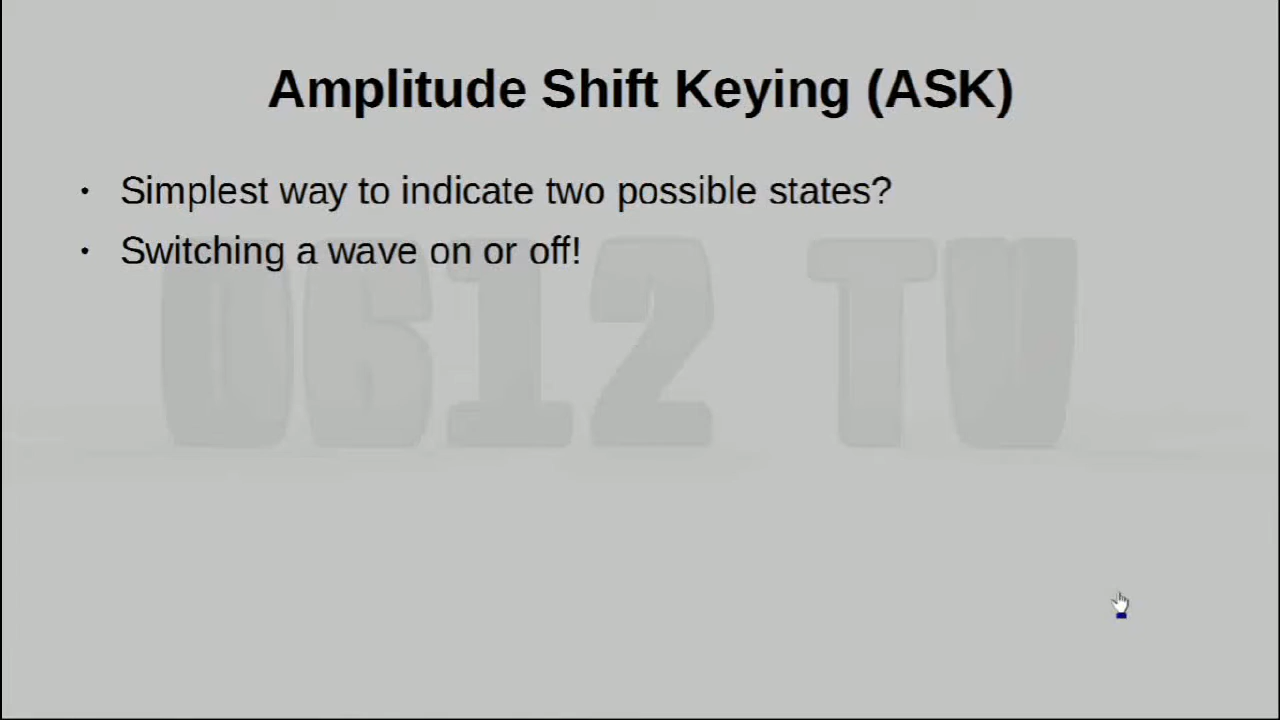 Amplitude Shift Keying (ASK)
• Simplest way to indicate two possible states?
• Switching a wave on or off!
0612 TV